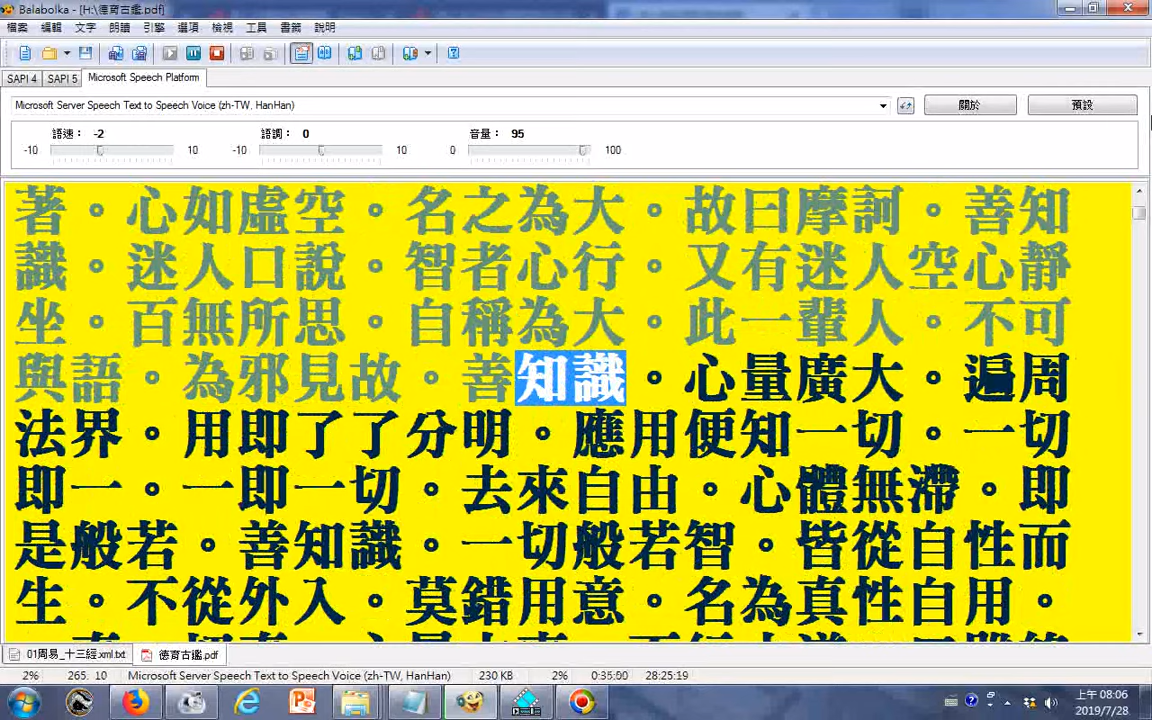 Balabolka - [H:\德育古鑑.pdf]
檔案 編輯 文字 朗讀 引擎 選項 檢視 工具 書籤 說明
SAPI 4 SAPI 5 Microsoft Speech Platform
Microsoft Server Speech Text to Speech Voice (zh-TW, HanHan) 關於 預設
語速： -2 語調： 0 音量： 95
-10 10 -10 10 0 100
著。心如虛空。名之為大。故曰摩訶。善知
識。迷人口說。智者心行。又有迷人空心靜
坐。百無所思。自稱為大。此一輩人。不可
與語。為邪見故。善知識。心量廣大。遍周
法界。用即了了分明。應用便知一切。一切
即一。一即一切。去來自由。心體無滯。即
是般若。善知識。一切般若智。皆從自性而
生。不從外入。莫錯用意。名為真性自用。
01周易_十三經.xml.txt 德育古鑑.pdf
2% 265. 10 Microsoft Server Speech Text to Speech Voice (zh-TW, HanHan) 230 KB 2% 0:35:00 28:25:19
上午 08:06
2019/7/28